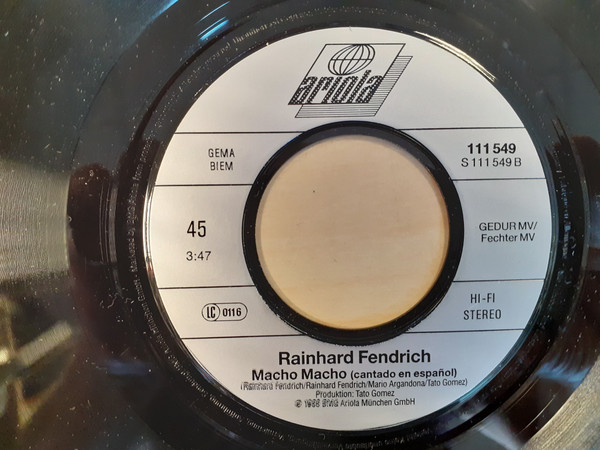 ariola
GEMA
BIEM
111 549
S 111 549 B
45
3:47
GEDUR MV/
Fechter MV
LC 0116
HI-FI
STEREO
Rainhard Fendrich
Macho Macho (cantado en español)
(Rainhard Fendrich/Rainhard Fendrich/Mario Argandona/Tato Gomez)
Produktion: Tato Gomez
℗ 1988 BMG Ariola München GmbH